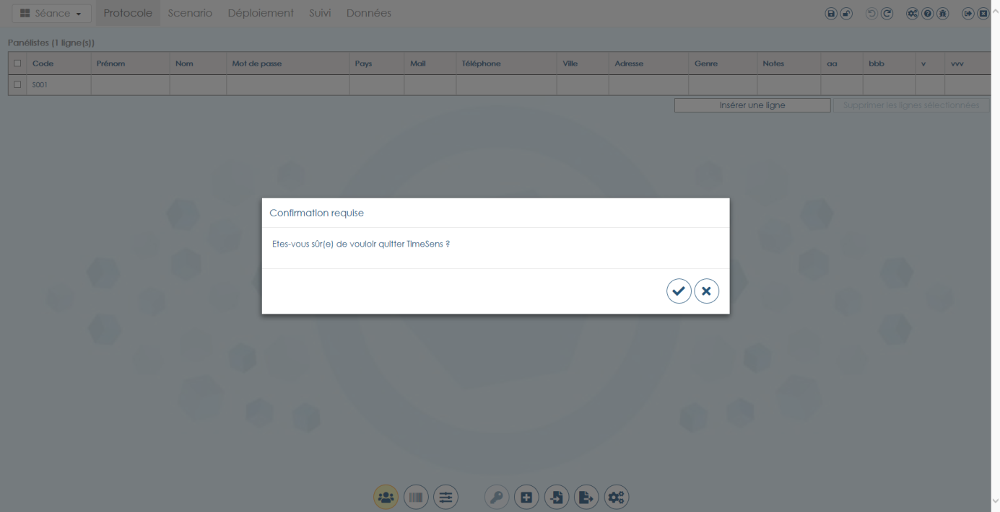 Séance Protocole Scenario Déploiement Suivi Données
Panélistes (1 ligne(s))
Code Prénom Nom Mot de passe Pays Mail Téléphone Ville Adresse Genre Notes aa bbb v vvv
S001
Insérer une ligne Supprimer les lignes sélectionnées
Confirmation requise
Etes-vous sûr(e) de vouloir quitter TimeSens ?